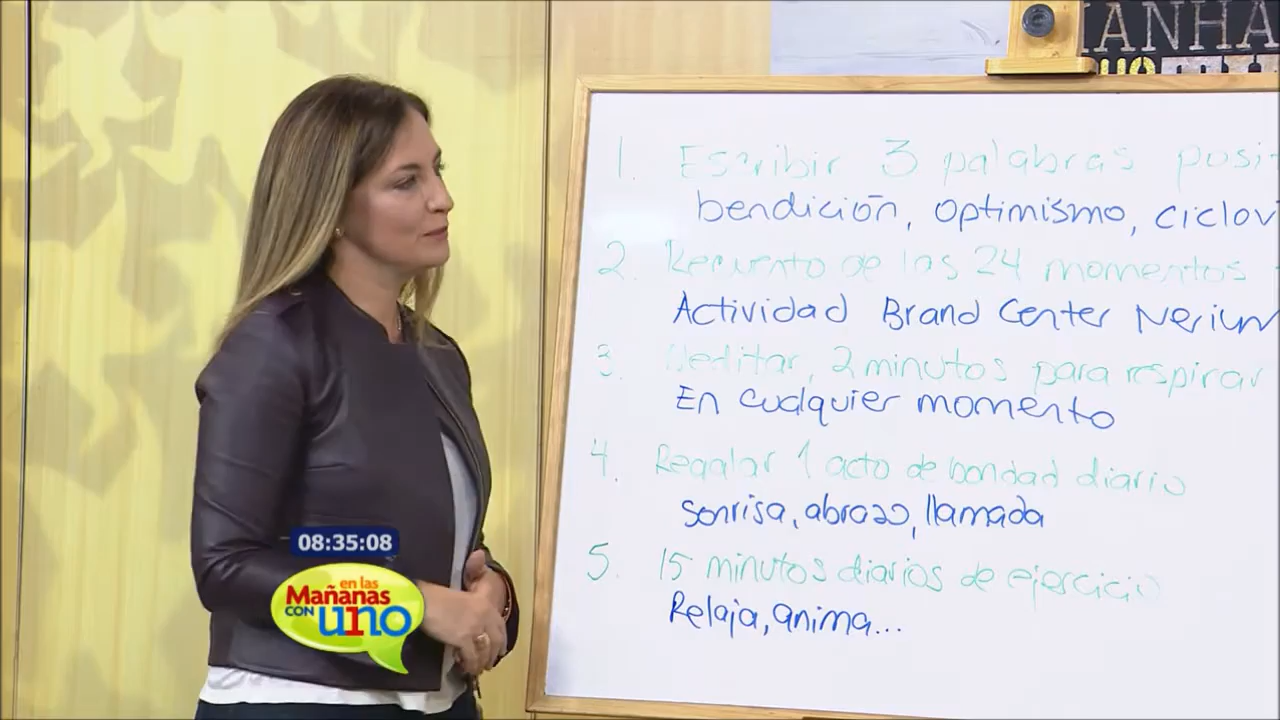 ANHA
1. Escribir 3 palabras posit
bendición, optimismo, ciclov
2. Recuento de las 24 momentos
Actividad Brand Center Nerium
3. Meditar, 2 minutos para respirar
En cualquier momento
4. Regalar 1 acto de bondad diario
sonrisa, abrazo, llamada
5. 15 minutos diarios de ejercicio
Relaja, anima...
08:35:08
en las
Mañanas
CON uno